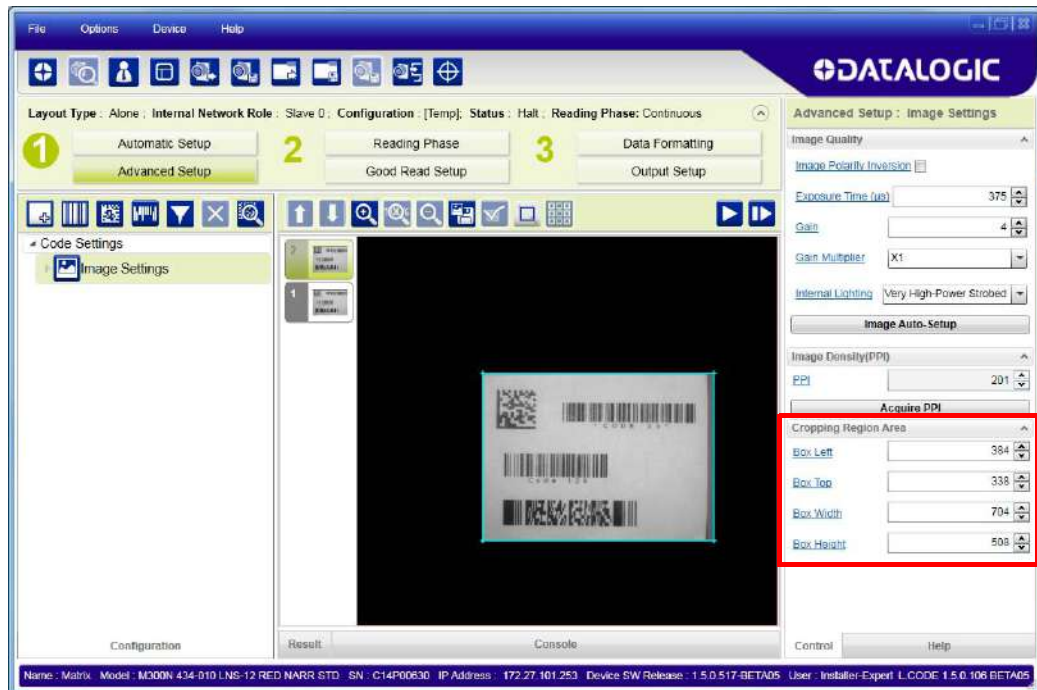 File Options Device Help
DATALOGIC
Layout Type : Alone ; Internal Network Role : Slave 0 ; Configuration : [Temp]; Status : Halt ; Reading Phase: Continuous
1 Automatic Setup 2 Reading Phase 3 Data Formatting
Advanced Setup Good Read Setup Output Setup
Code Settings
Image Settings
2
1
Code 128
Configuration
Result Console
Advanced Setup : Image Settings
Image Quality
Image Polarity Inversion
Exposure Time (µs) 375
Gain 4
Gain Multiplier X1
Internal Lighting Very High-Power Strobed
Image Auto-Setup
Image Density(PPI)
PPI 201
Acquire PPI
Cropping Region Area
Box Left 384
Box Top 338
Box Width 704
Box Height 508
Control Help
Name : Matrix Model : M300N 434-010 LNS-12 RED NARR STD SN : C14P00630 IP Address : 172.27.101.253 Device SW Release : 1.5.0.517-BETA05 User : Installer-Expert L.CODE 1.5.0.106 BETA05